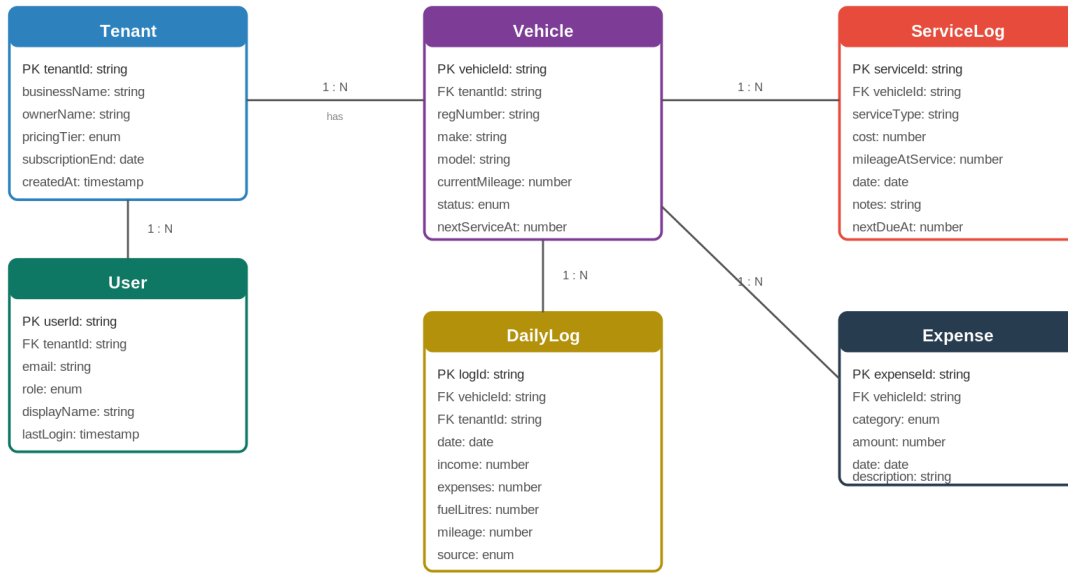 Tenant
PK tenantId: string
businessName: string
ownerName: string
pricingTier: enum
subscriptionEnd: date
createdAt: timestamp
1 : N
has
Vehicle
PK vehicleId: string
FK tenantId: string
regNumber: string
make: string
model: string
currentMileage: number
status: enum
nextServiceAt: number
1 : N
ServiceLog
PK serviceId: string
FK vehicleId: string
serviceType: string
cost: number
mileageAtService: number
date: date
notes: string
nextDueAt: number
1 : N
User
PK userId: string
FK tenantId: string
email: string
role: enum
displayName: string
lastLogin: timestamp
1 : N
DailyLog
PK logId: string
FK vehicleId: string
FK tenantId: string
date: date
income: number
expenses: number
fuelLitres: number
mileage: number
source: enum
1 : N
Expense
PK expenseId: string
FK vehicleId: string
category: enum
amount: number
date: date
description: string